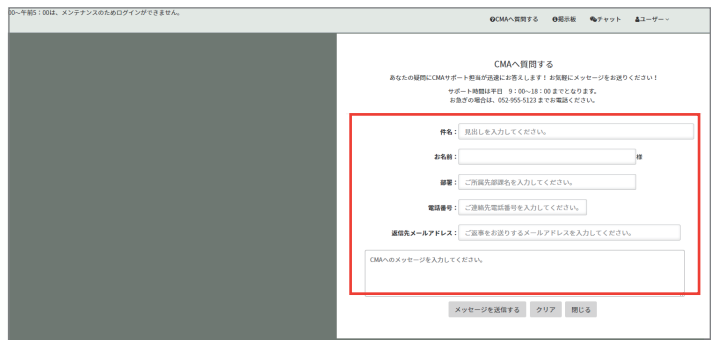 00～午前5：00は、メンテナンスのためログインができません。
CMAへ質問する 掲示板 チャット ユーザー
CMAへ質問する
あなたの疑問にCMAサポート担当が迅速にお答えします！お気軽にメッセージをお送りください！
サポート時間は平日 9：00～18：00 までとなります。
お急ぎの場合は、052-955-5123 までお電話ください。
件名： 見出しを入力してください。
お名前： 様
部署： ご所属先部課名を入力してください。
電話番号： ご連絡先電話番号を入力してください。
返信先メールアドレス： ご返事をお送りするメールアドレスを入力してください。
CMAへのメッセージを入力してください。
メッセージを送信する クリア 閉じる